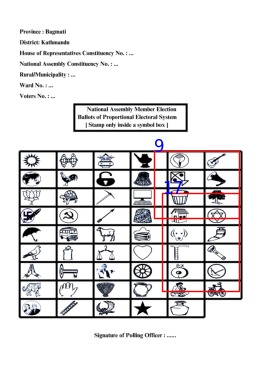 Province : Bagmati
District: Kathmandu
House of Representatives Constituency No. : ...
National Assembly Constituency No. : ...
Rural/Municipality : ...
Ward No. : ...
Voters No. : ...
National Assembly Member Election
Ballots of Proportional Electoral System
[ Stamp only inside a symbol box ]
9
17
Signature of Polling Officer : ......